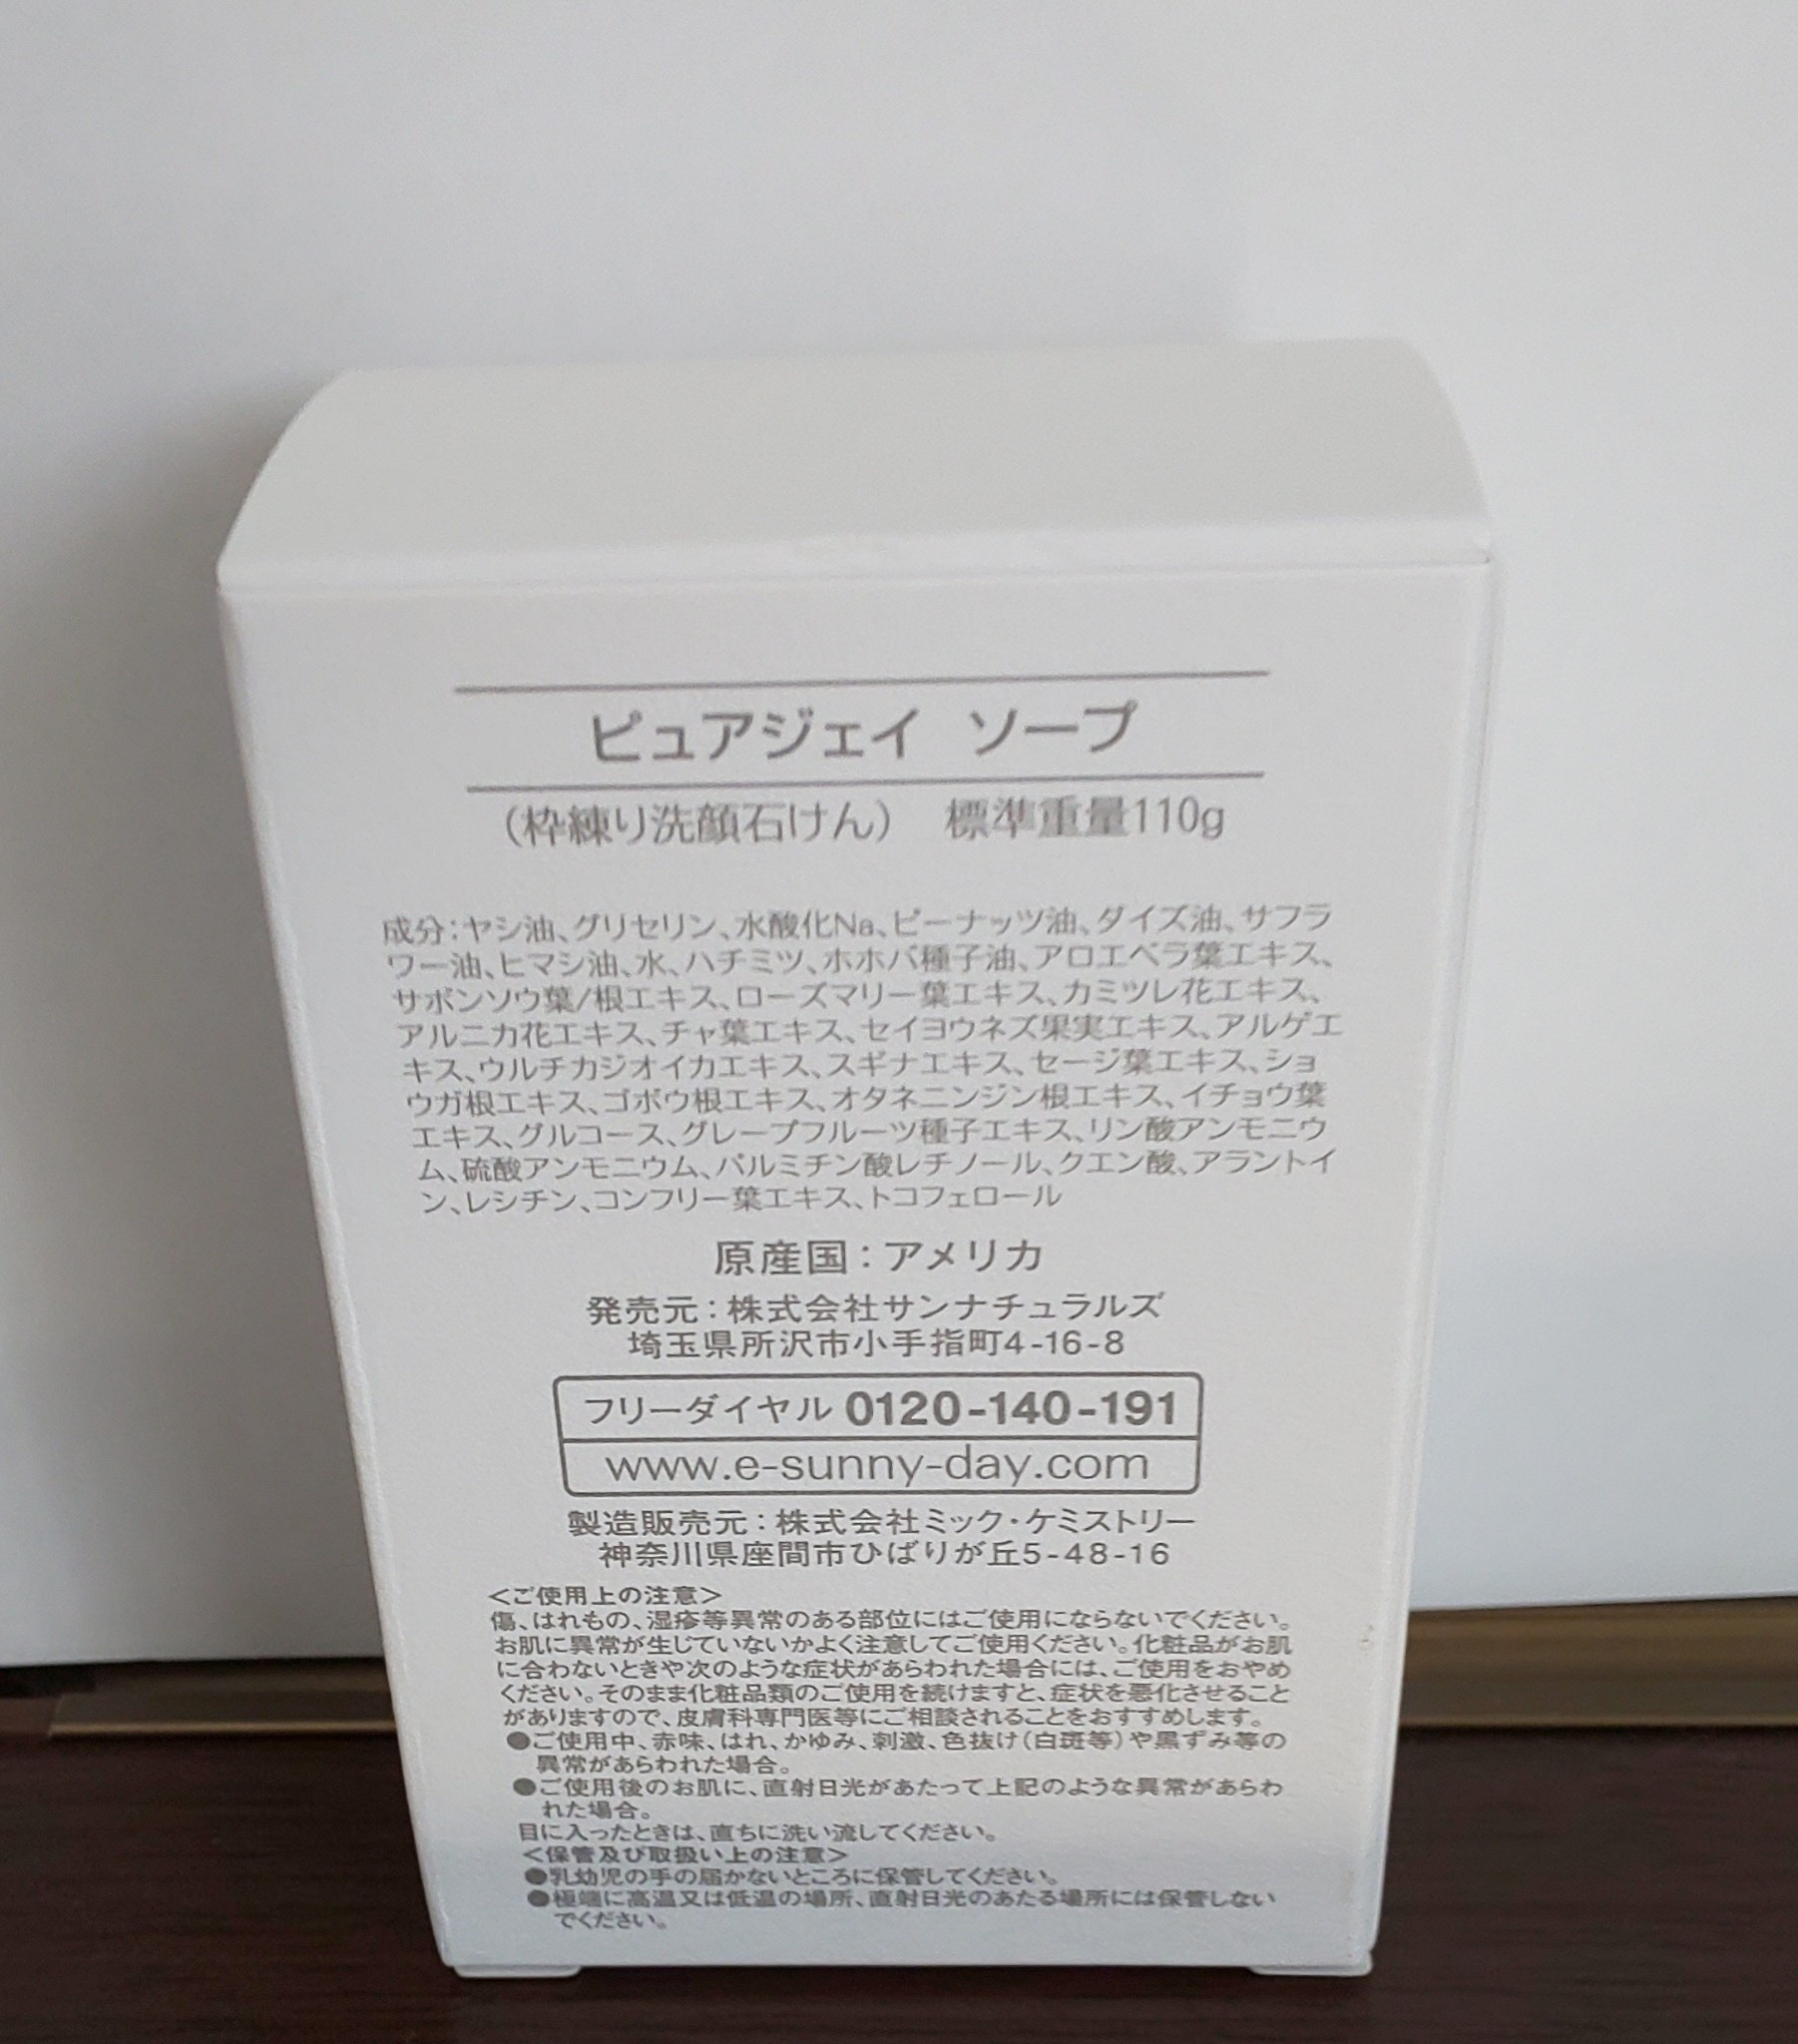 ピュアジェイ ソープ
（枠練り洗顔石けん） 標準重量110g
成分：ヤシ油、グリセリン、水酸化Na、ピーナッツ油、ダイズ油、サフラ
ワー油、ヒマシ油、水、ハチミツ、ホホバ種子油、アロエベラ葉エキス、
サボンソウ葉/根エキス、ローズマリー葉エキス、カミツレ花エキス、
アルニカ花エキス、チャ葉エキス、セイヨウネズ果実エキス、アルゲエ
キス、ウルチカジオイカエキス、スギナエキス、セージ葉エキス、ショ
ウガ根エキス、ゴボウ根エキス、オタネニンジン根エキス、イチョウ葉
エキス、グルコース、グレープフルーツ種子エキス、リン酸アンモニウ
ム、硫酸アンモニウム、パルミチン酸レチノール、クエン酸、アラントイ
ン、レシチン、コンフリー葉エキス、トコフェロール
原産国：アメリカ
発売元：株式会社サンナチュラルズ
埼玉県所沢市小手指町4-16-8
フリーダイヤル 0120-140-191
www.e-sunny-day.com
製造販売元：株式会社ミック・ケミストリー
神奈川県座間市ひばりが丘5-48-16
＜ご使用上の注意＞
傷、はれもの、湿疹等異常のある部位にはご使用にならないでください。
お肌に異常が生じていないかよく注意してご使用ください。化粧品がお肌
に合わないときや次のような症状があらわれた場合には、ご使用をおやめ
ください。そのまま化粧品類のご使用を続けますと、症状を悪化させること
がありますので、皮膚科専門医等にご相談されることをおすすめします。
●ご使用中、赤味、はれ、かゆみ、刺激、色抜け（白斑等）や黒ずみ等の
異常があらわれた場合。
●ご使用後のお肌に、直射日光があたって上記のような異常があらわ
れた場合。
目に入ったときは、直ちに洗い流してください。
＜保管及び取扱い上の注意＞
●乳幼児の手の届かないところに保管してください。
●極端に高温又は低温の場所、直射日光のあたる場所には保管しない
でください。